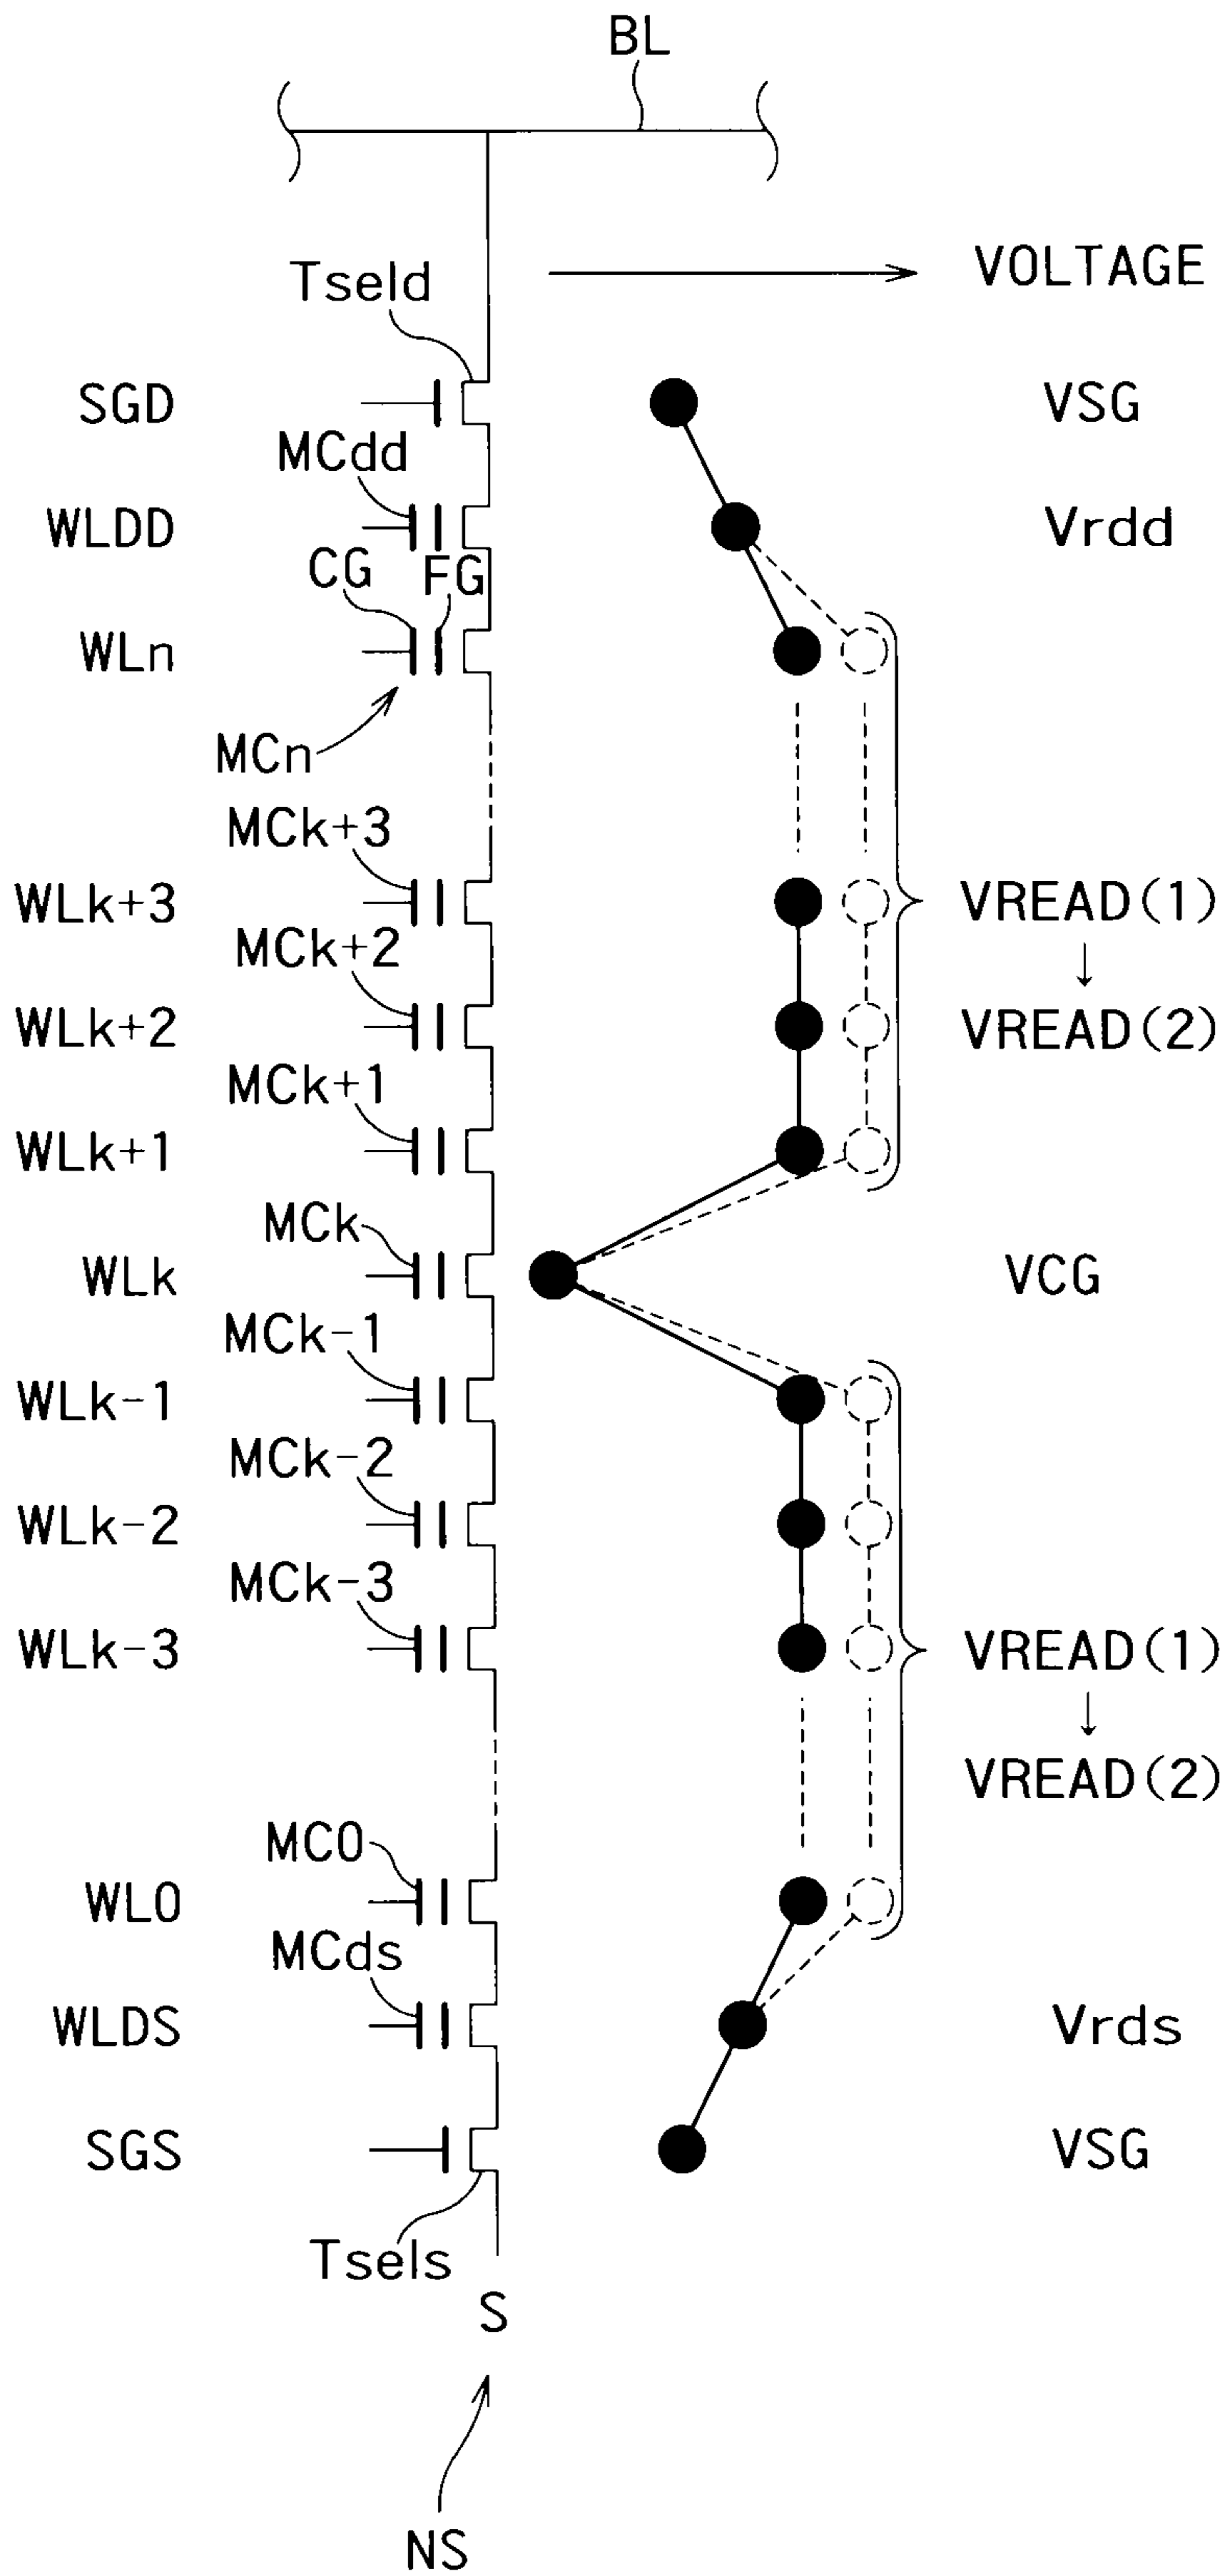 BL
VOLTAGE
Tseld
SGD
VSG
MCdd
WLDD
Vrdd
CG
FG
WLn
MCn
MCk+3
WLk+3
VREAD(1)
MCk+2
↓
WLk+2
VREAD(2)
MCk+1
WLk+1
MCk
WLk
VCG
MCk-1
WLk-1
MCk-2
WLk-2
MCk-3
WLk-3
VREAD(1)
↓
VREAD(2)
MC0
WL0
MCds
WLDS
Vrds
SGS
VSG
Tsels
S
NS